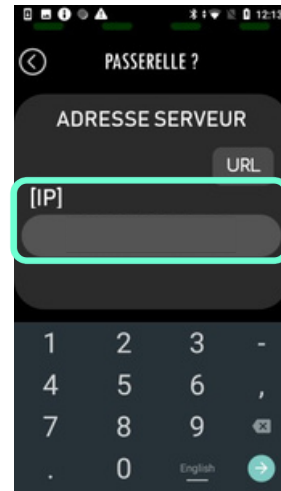 12:13
PASSERELLE ?
ADRESSE SERVEUR
URL
[IP]
1 2 3 -
4 5 6 ,
7 8 9
. 0 English